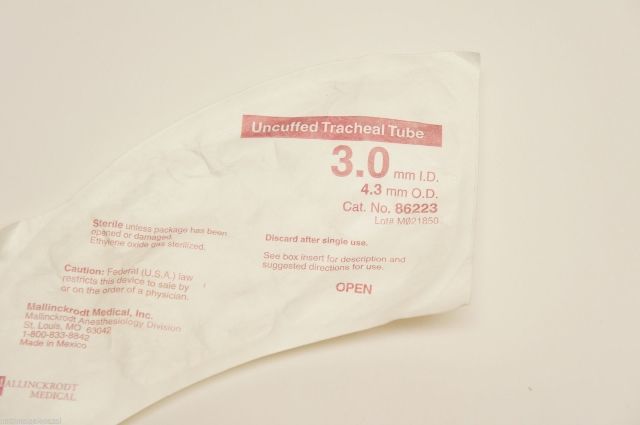 Uncuffed Tracheal Tube
3.0 mm I.D.
4.3 mm O.D.
Cat. No. 86223
Lot# M021850
Sterile unless package has been
opened or damaged.
Ethylene oxide gas sterilized.
Discard after single use.
See box insert for description and
suggested directions for use.
Caution: Federal (U.S.A.) law
restricts this device to sale by
or on the order of a physician.
OPEN
Mallinckrodt Medical, Inc.
Mallinckrodt Anesthesiology Division
St. Louis, MO 63042
1-800-833-8842
Made in Mexico
MALLINCKRODT
MEDICAL